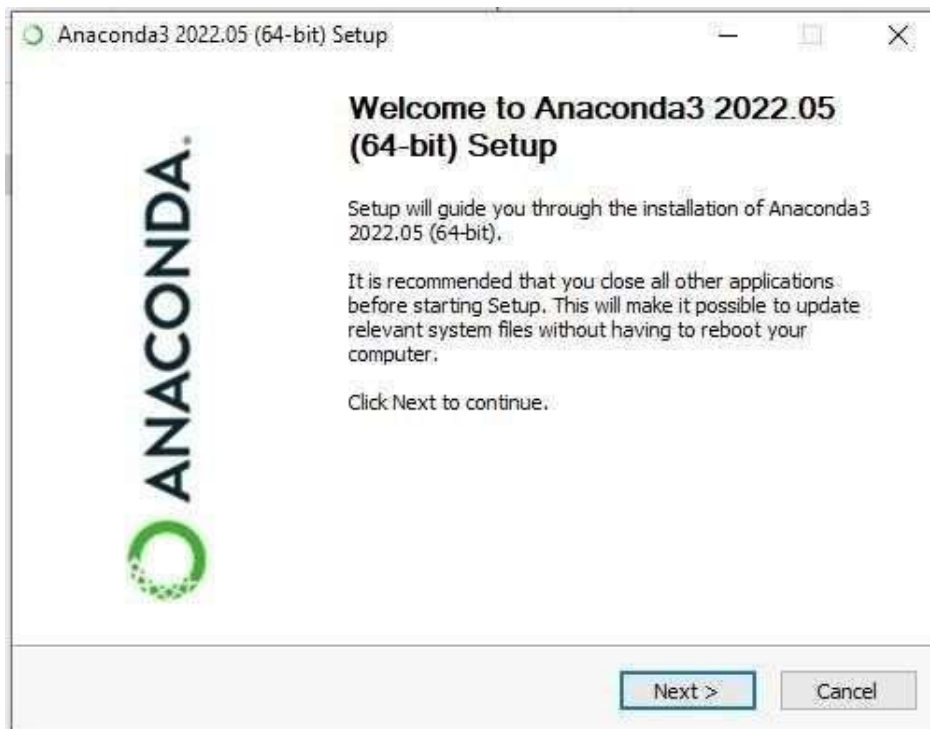 Anaconda3 2022.05 (64-bit) Setup
Welcome to Anaconda3 2022.05
(64-bit) Setup
ANACONDA.
Setup will guide you through the installation of Anaconda3
2022.05 (64-bit).
It is recommended that you close all other applications
before starting Setup. This will make it possible to update
relevant system files without having to reboot your
computer.
Click Next to continue.
Next >
Cancel